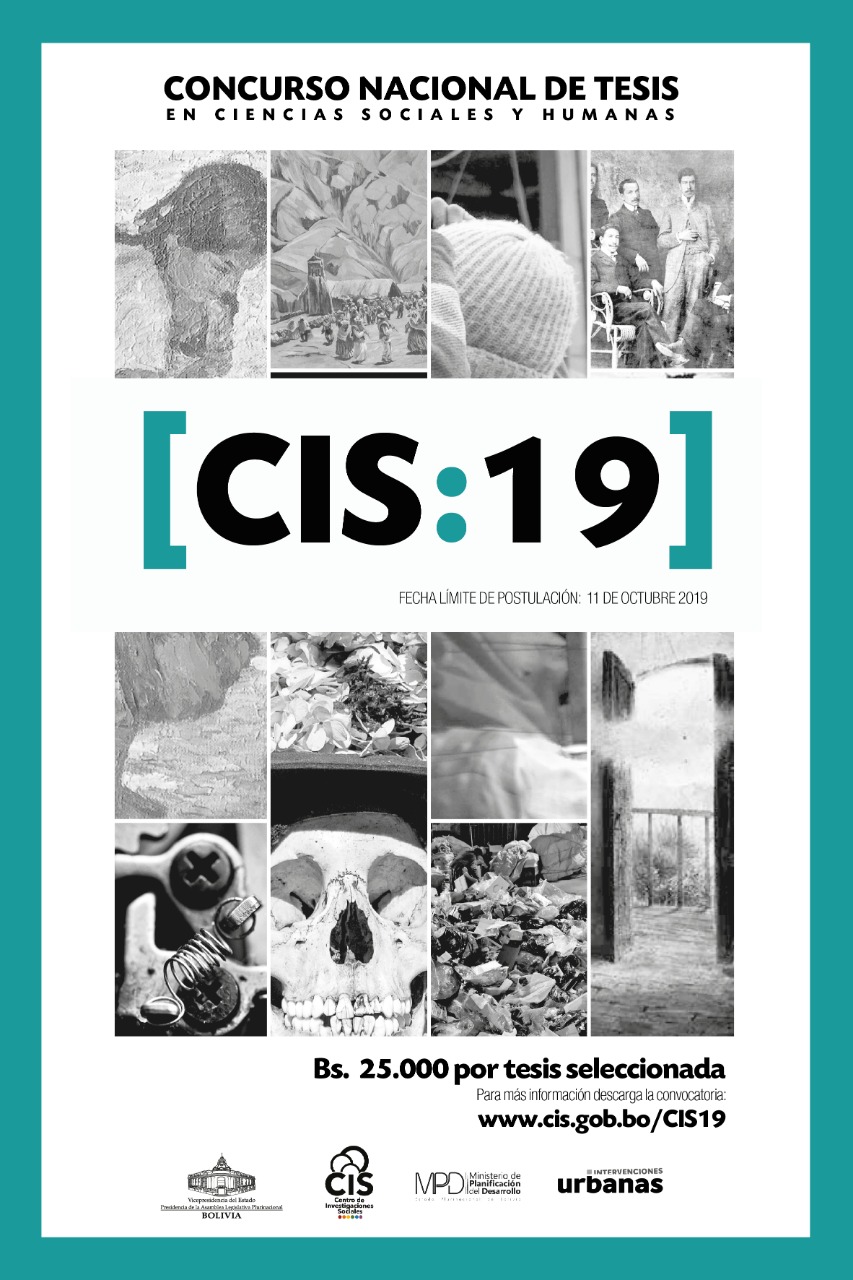 CONCURSO NACIONAL DE TESIS
EN CIENCIAS SOCIALES Y HUMANAS
[CIS:19]
FECHA LÍMITE DE POSTULACIÓN: 11 DE OCTUBRE 2019
Bs. 25.000 por tesis seleccionada
Para más información descarga la convocatoria:
www.cis.gob.bo/CIS19
Vicepresidencia del Estado
Presidencia de la Asamblea Legislativa Plurinacional
BOLIVIA
CIS
Centro de
Investigaciones
Sociales
MPD
Ministerio de
Planificación
del Desarrollo
INTERVENCIONES
urbanas